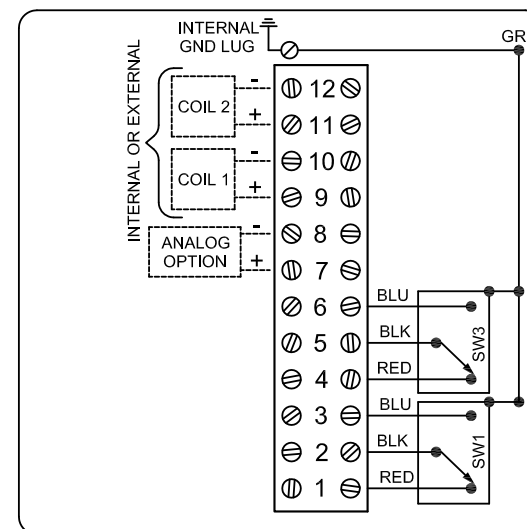 INTERNAL
GND LUG
GR
INTERNAL OR EXTERNAL
COIL 2
-
+
COIL 1
-
+
ANALOG
OPTION
-
+
12
11
10
9
8
7
6
5
4
3
2
1
BLU
BLK
RED
SW3
BLU
BLK
RED
SW1